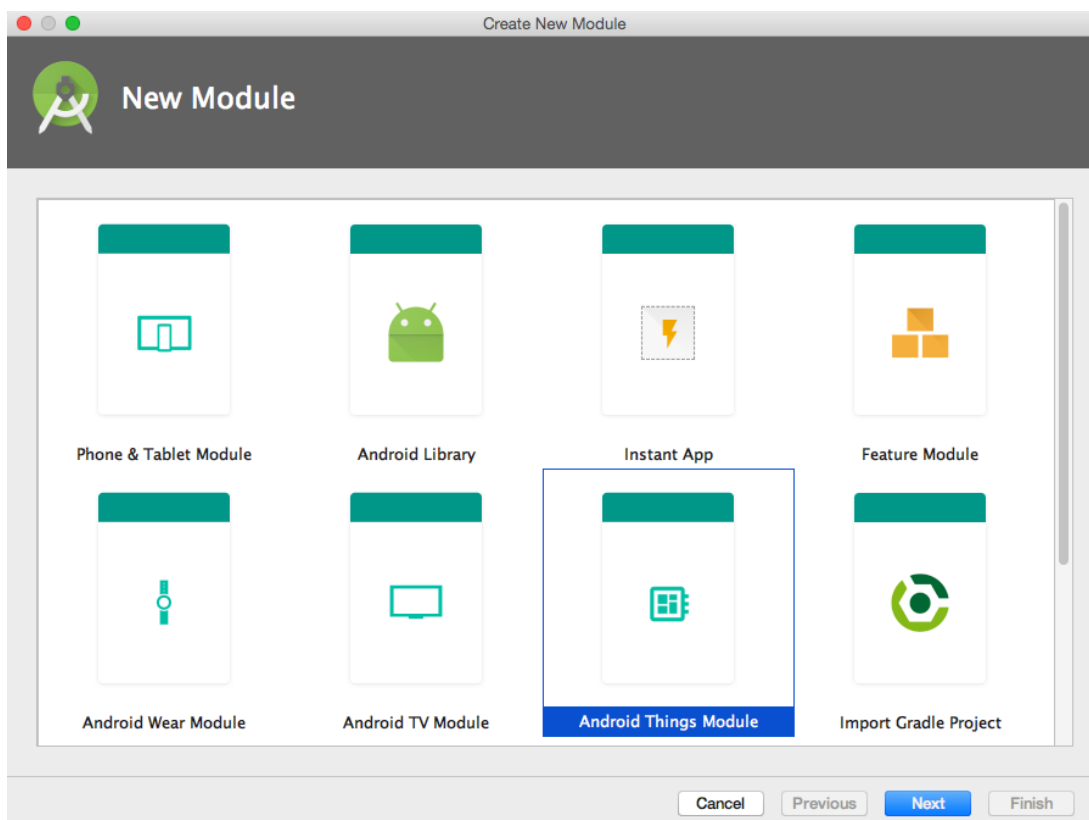 Create New Module
New Module
Phone & Tablet Module
Android Library
Instant App
Feature Module
Android Wear Module
Android TV Module
Android Things Module
Import Gradle Project
Cancel
Previous
Next
Finish